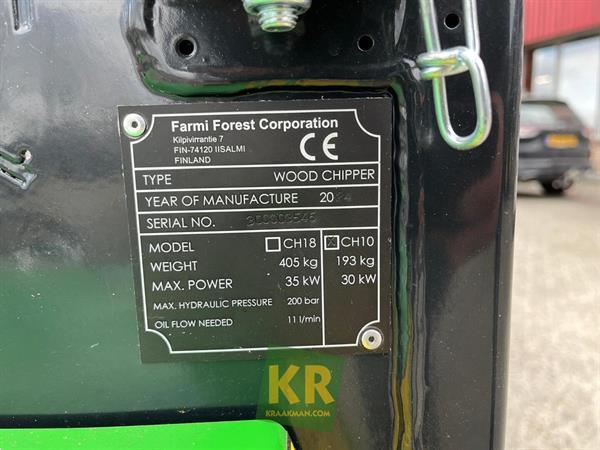 Farmi Forest Corporation
Kilpivirrantie 7
FIN-74120 IISALMI
FINLAND
CE
TYPE WOOD CHIPPER
YEAR OF MANUFACTURE 2024
SERIAL NO. 300003546
MODEL CH18 CH10
WEIGHT 405 kg 193 kg
MAX. POWER 35 kW 30 kW
MAX. HYDRAULIC PRESSURE 200 bar
OIL FLOW NEEDED 11 l/min
KR
KRAAKMAN.COM